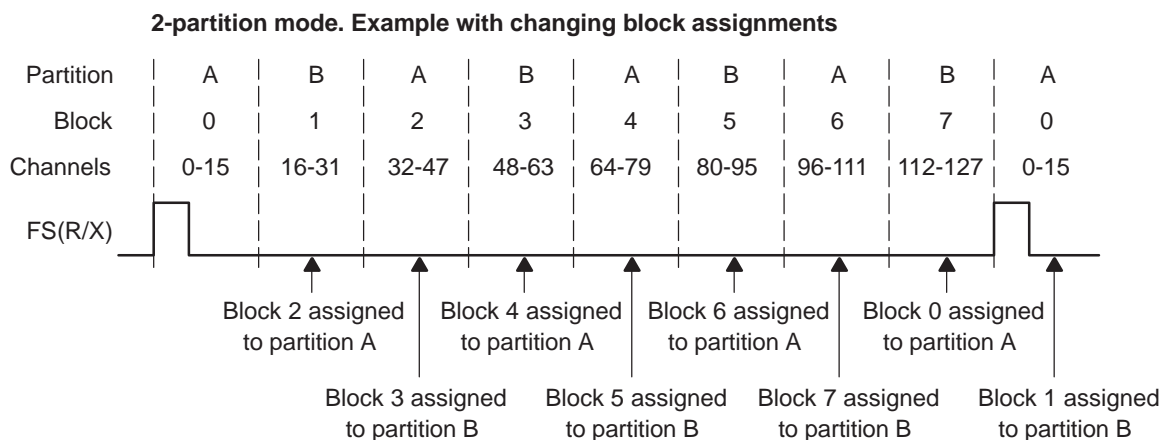 2-partition mode. Example with changing block assignments
Partition A B A B A B A B A
Block 0 1 2 3 4 5 6 7 0
Channels 0-15 16-31 32-47 48-63 64-79 80-95 96-111 112-127 0-15
FS(R/X)
Block 2 assigned Block 4 assigned Block 6 assigned Block 0 assigned
to partition A to partition A to partition A to partition A
Block 3 assigned Block 5 assigned Block 7 assigned Block 1 assigned
to partition B to partition B to partition B to partition B